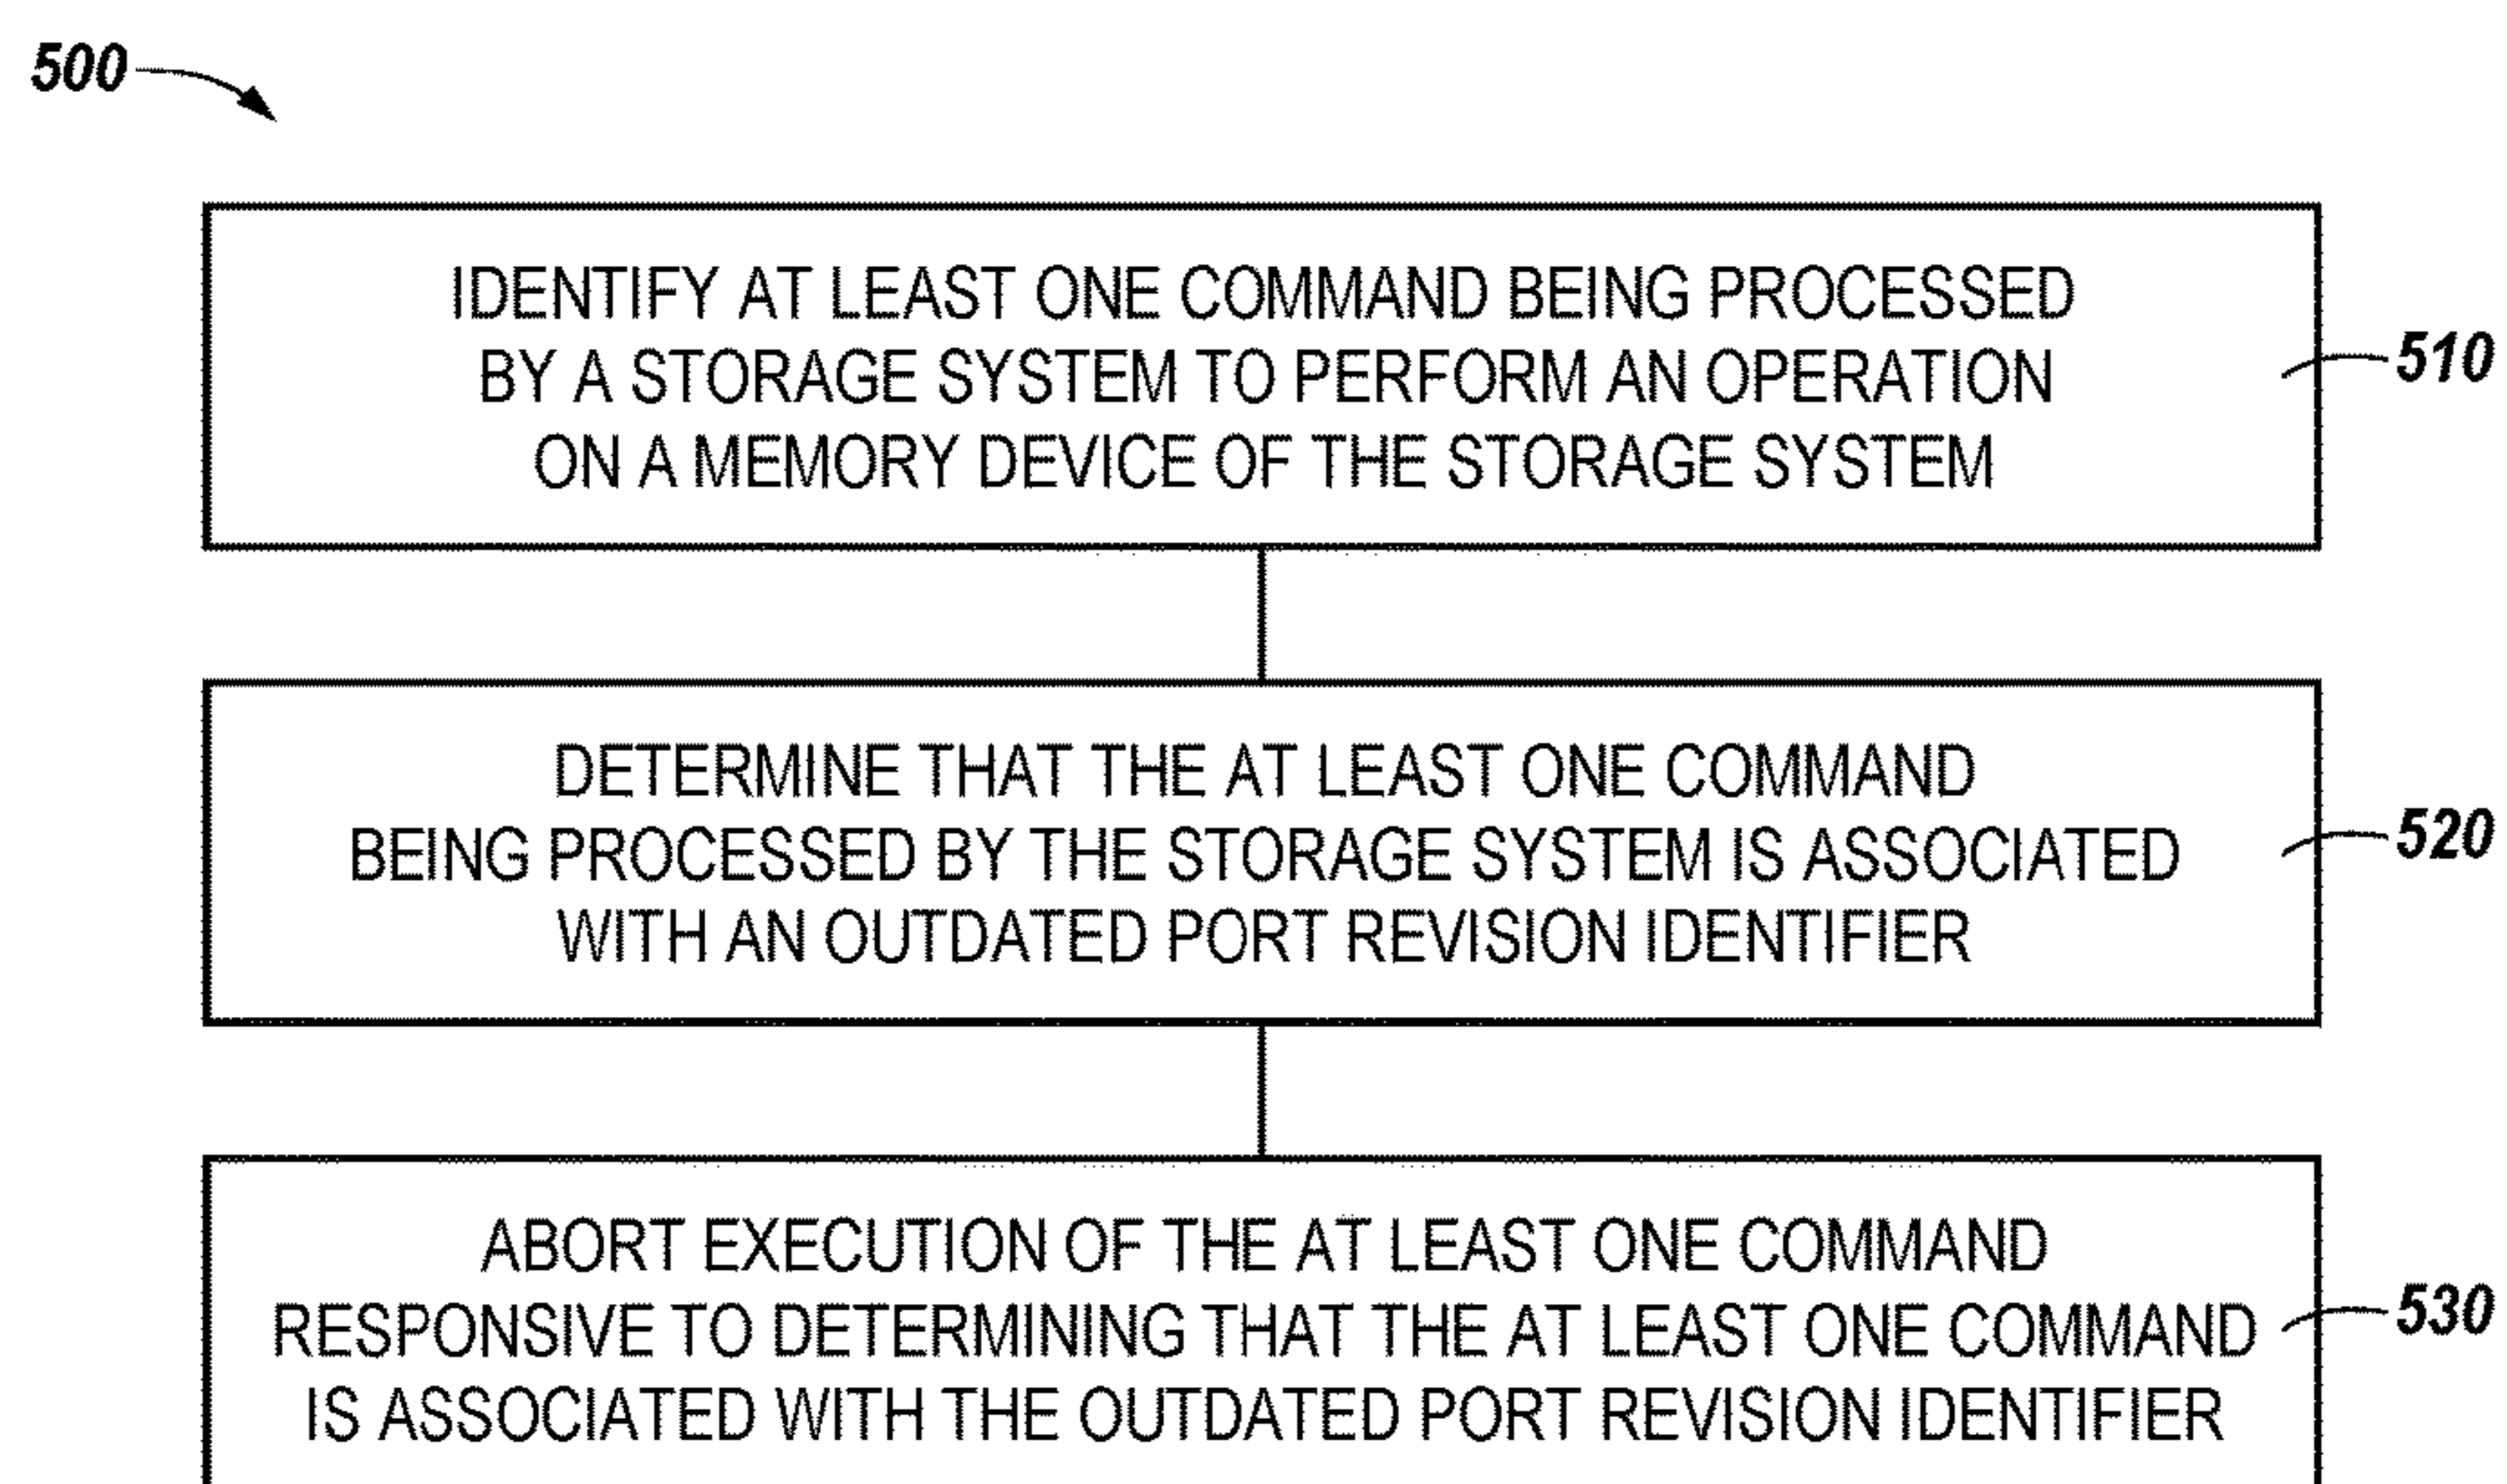 500
IDENTIFY AT LEAST ONE COMMAND BEING PROCESSED
BY A STORAGE SYSTEM TO PERFORM AN OPERATION
ON A MEMORY DEVICE OF THE STORAGE SYSTEM
510
DETERMINE THAT THE AT LEAST ONE COMMAND
BEING PROCESSED BY THE STORAGE SYSTEM IS ASSOCIATED
WITH AN OUTDATED PORT REVISION IDENTIFIER
520
ABORT EXECUTION OF THE AT LEAST ONE COMMAND
RESPONSIVE TO DETERMINING THAT THE AT LEAST ONE COMMAND
IS ASSOCIATED WITH THE OUTDATED PORT REVISION IDENTIFIER
530